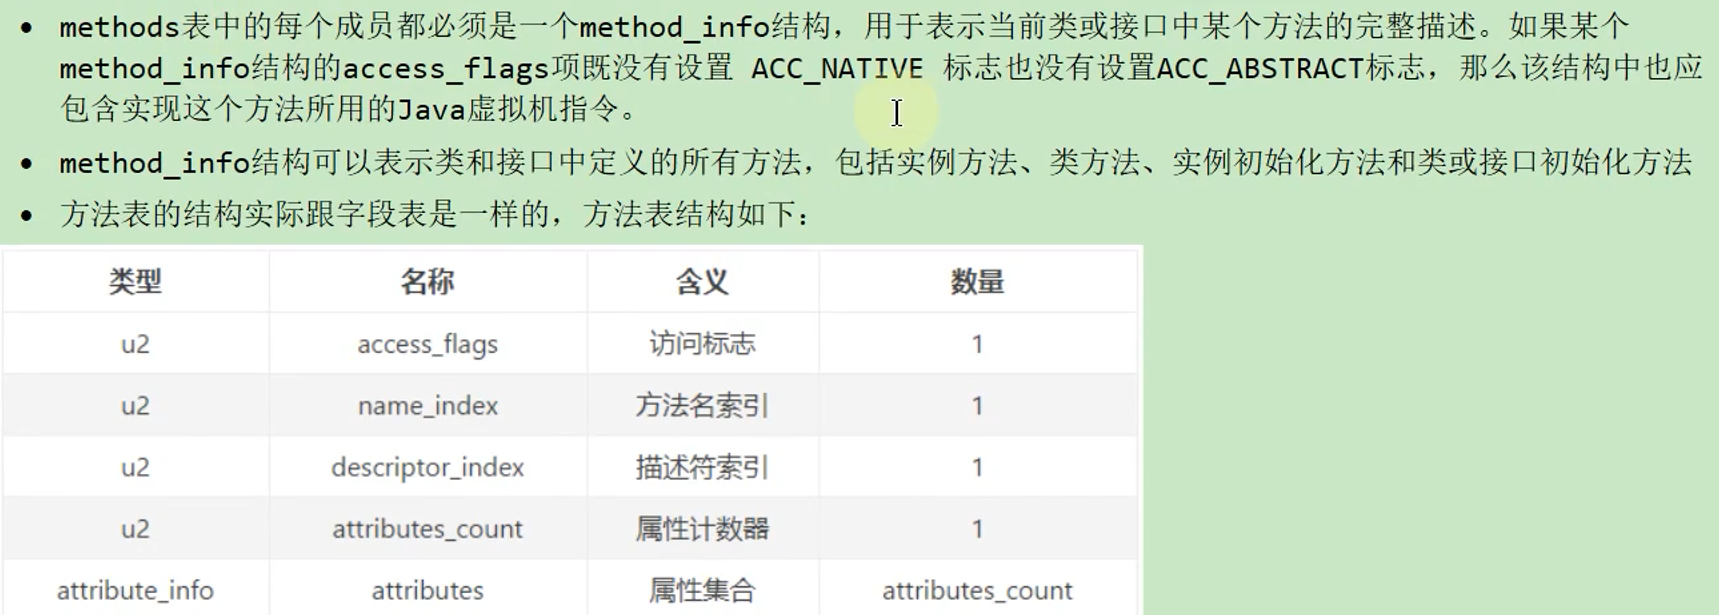 • methods表中的每个成员都必须是一个method_info结构，用于表示当前类或接口中某个方法的完整描述。如果某个
method_info结构的access_flags项既没有设置 ACC_NATIVE 标志也没有设置ACC_ABSTRACT标志，那么该结构中也应
包含实现这个方法所用的Java虚拟机指令。
• method_info结构可以表示类和接口中定义的所有方法，包括实例方法、类方法、实例初始化方法和类或接口初始化方法
• 方法表的结构实际跟字段表是一样的，方法表结构如下：
类型 名称 含义 数量
u2 access_flags 访问标志 1
u2 name_index 方法名索引 1
u2 descriptor_index 描述符索引 1
u2 attributes_count 属性计数器 1
attribute_info attributes 属性集合 attributes_count